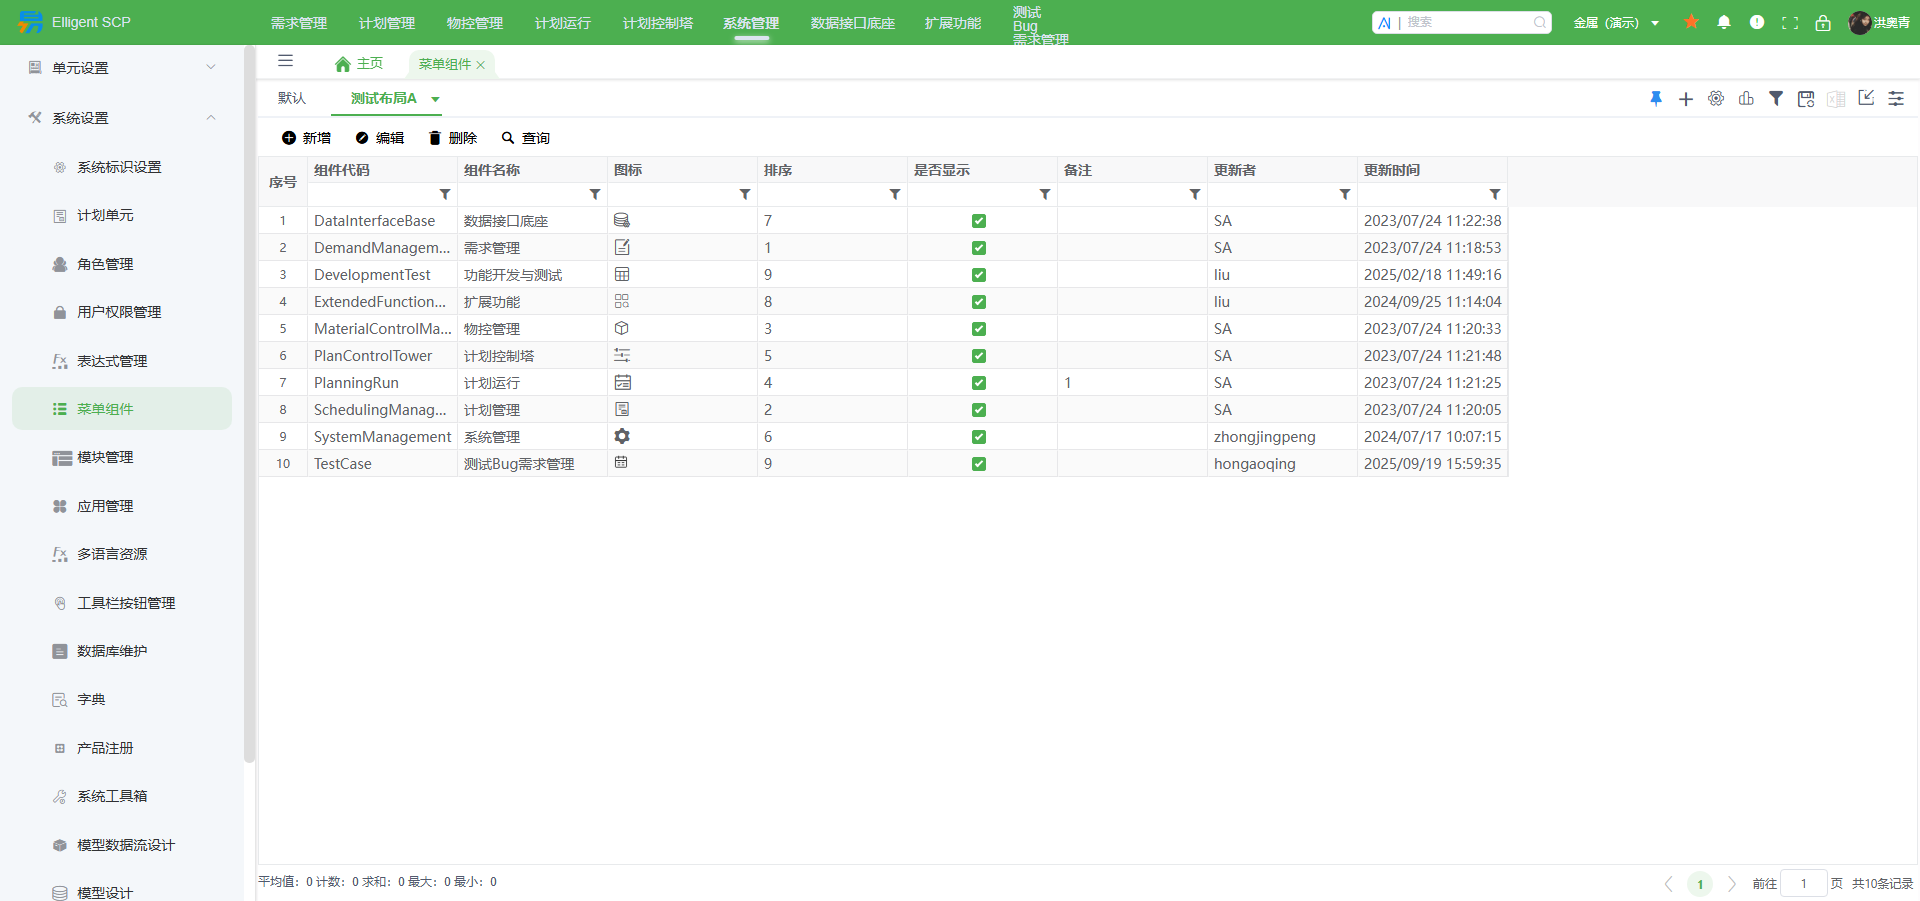 Elligent SCP
需求管理 计划管理 物控管理 计划运行 计划控制塔 系统管理 数据接口底座 扩展功能
测试
Bug
需求管理
AI | 搜索
金属（演示）
洪奥青
单元设置
系统设置
系统标识设置
计划单元
角色管理
用户权限管理
表达式管理
菜单组件
模块管理
应用管理
多语言资源
工具栏按钮管理
数据库维护
字典
产品注册
系统工具箱
模型数据流设计
模型设计
主页 菜单组件
默认 测试布局A
新增 编辑 删除 查询
序号 组件代码 组件名称 图标 排序 是否显示 备注 更新者 更新时间
1 DataInterfaceBase 数据接口底座 7 SA 2023/07/24 11:22:38
2 DemandManagem... 需求管理 1 SA 2023/07/24 11:18:53
3 DevelopmentTest 功能开发与测试 9 liu 2025/02/18 11:49:16
4 ExtendedFunction... 扩展功能 8 liu 2024/09/25 11:14:04
5 MaterialControlMa... 物控管理 3 SA 2023/07/24 11:20:33
6 PlanControlTower 计划控制塔 5 SA 2023/07/24 11:21:48
7 PlanningRun 计划运行 4 1 SA 2023/07/24 11:21:25
8 SchedulingManag... 计划管理 2 SA 2023/07/24 11:20:05
9 SystemManagement 系统管理 6 zhongjingpeng 2024/07/17 10:07:15
10 TestCase 测试Bug需求管理 9 hongaoqing 2025/09/19 15:59:35
平均值：0 计数：0 求和：0 最大：0 最小：0
1 前往 1 页 共10条记录